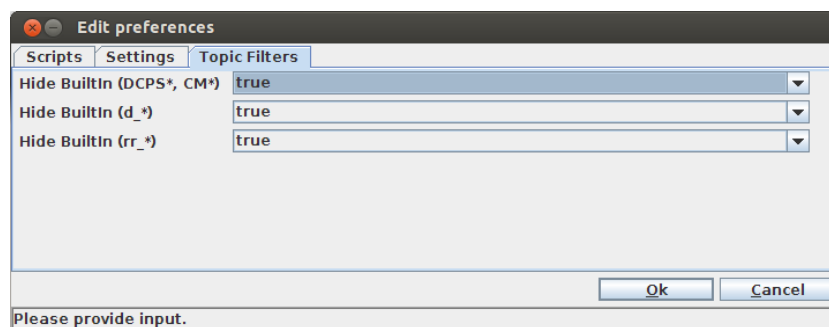 Edit preferences
Scripts Settings Topic Filters
Hide BuiltIn (DCPS*, CM*) true
Hide BuiltIn (d_*) true
Hide BuiltIn (rr_*) true
Ok Cancel
Please provide input.